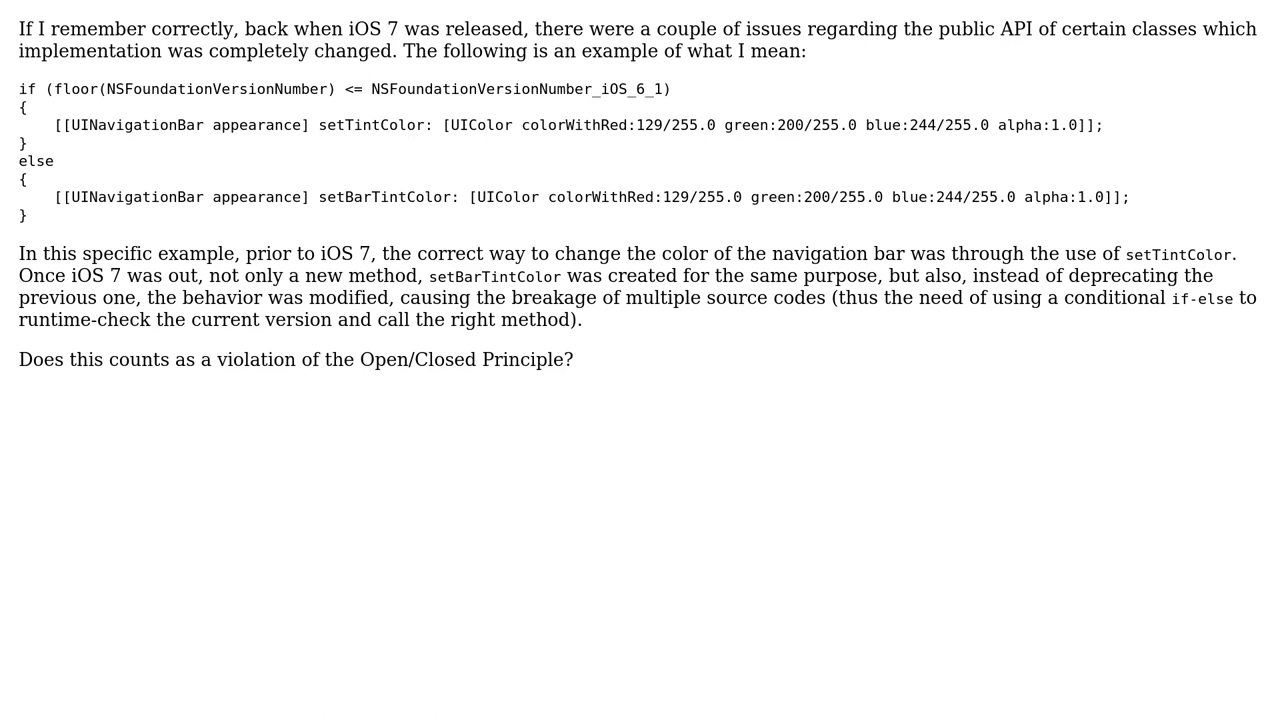 If I remember correctly, back when iOS 7 was released, there were a couple of issues regarding the public API of certain classes which
implementation was completely changed. The following is an example of what I mean:
if (floor(NSFoundationVersionNumber) <= NSFoundationVersionNumber_iOS_6_1)
{
    [[UINavigationBar appearance] setTintColor: [UIColor colorWithRed:129/255.0 green:200/255.0 blue:244/255.0 alpha:1.0]];
}
else
{
    [[UINavigationBar appearance] setBarTintColor: [UIColor colorWithRed:129/255.0 green:200/255.0 blue:244/255.0 alpha:1.0]];
}
In this specific example, prior to iOS 7, the correct way to change the color of the navigation bar was through the use of setTintColor.
Once iOS 7 was out, not only a new method, setBarTintColor was created for the same purpose, but also, instead of deprecating the
previous one, the behavior was modified, causing the breakage of multiple source codes (thus the need of using a conditional if-else to
runtime-check the current version and call the right method).
Does this counts as a violation of the Open/Closed Principle?